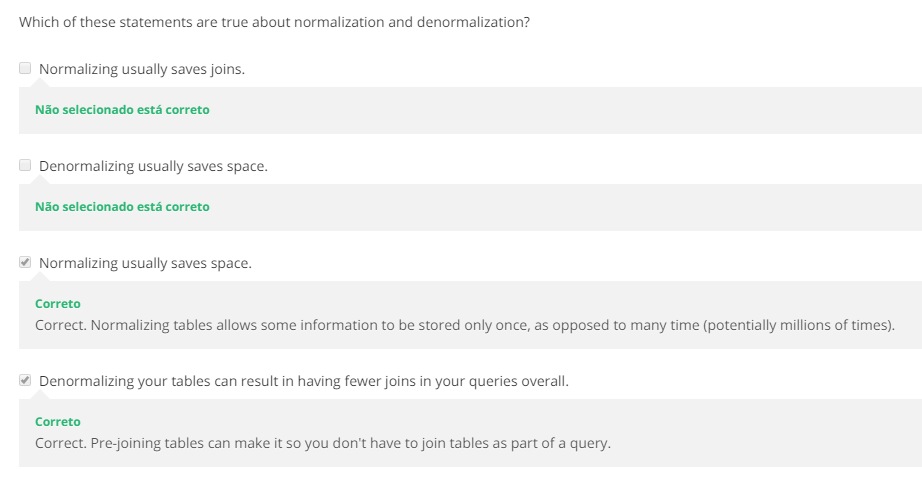 Which of these statements are true about normalization and denormalization?
Normalizing usually saves joins.
Não selecionado está correto
Denormalizing usually saves space.
Não selecionado está correto
Normalizing usually saves space.
Correto
Correct. Normalizing tables allows some information to be stored only once, as opposed to many time (potentially millions of times).
Denormalizing your tables can result in having fewer joins in your queries overall.
Correto
Correct. Pre-joining tables can make it so you don't have to join tables as part of a query.